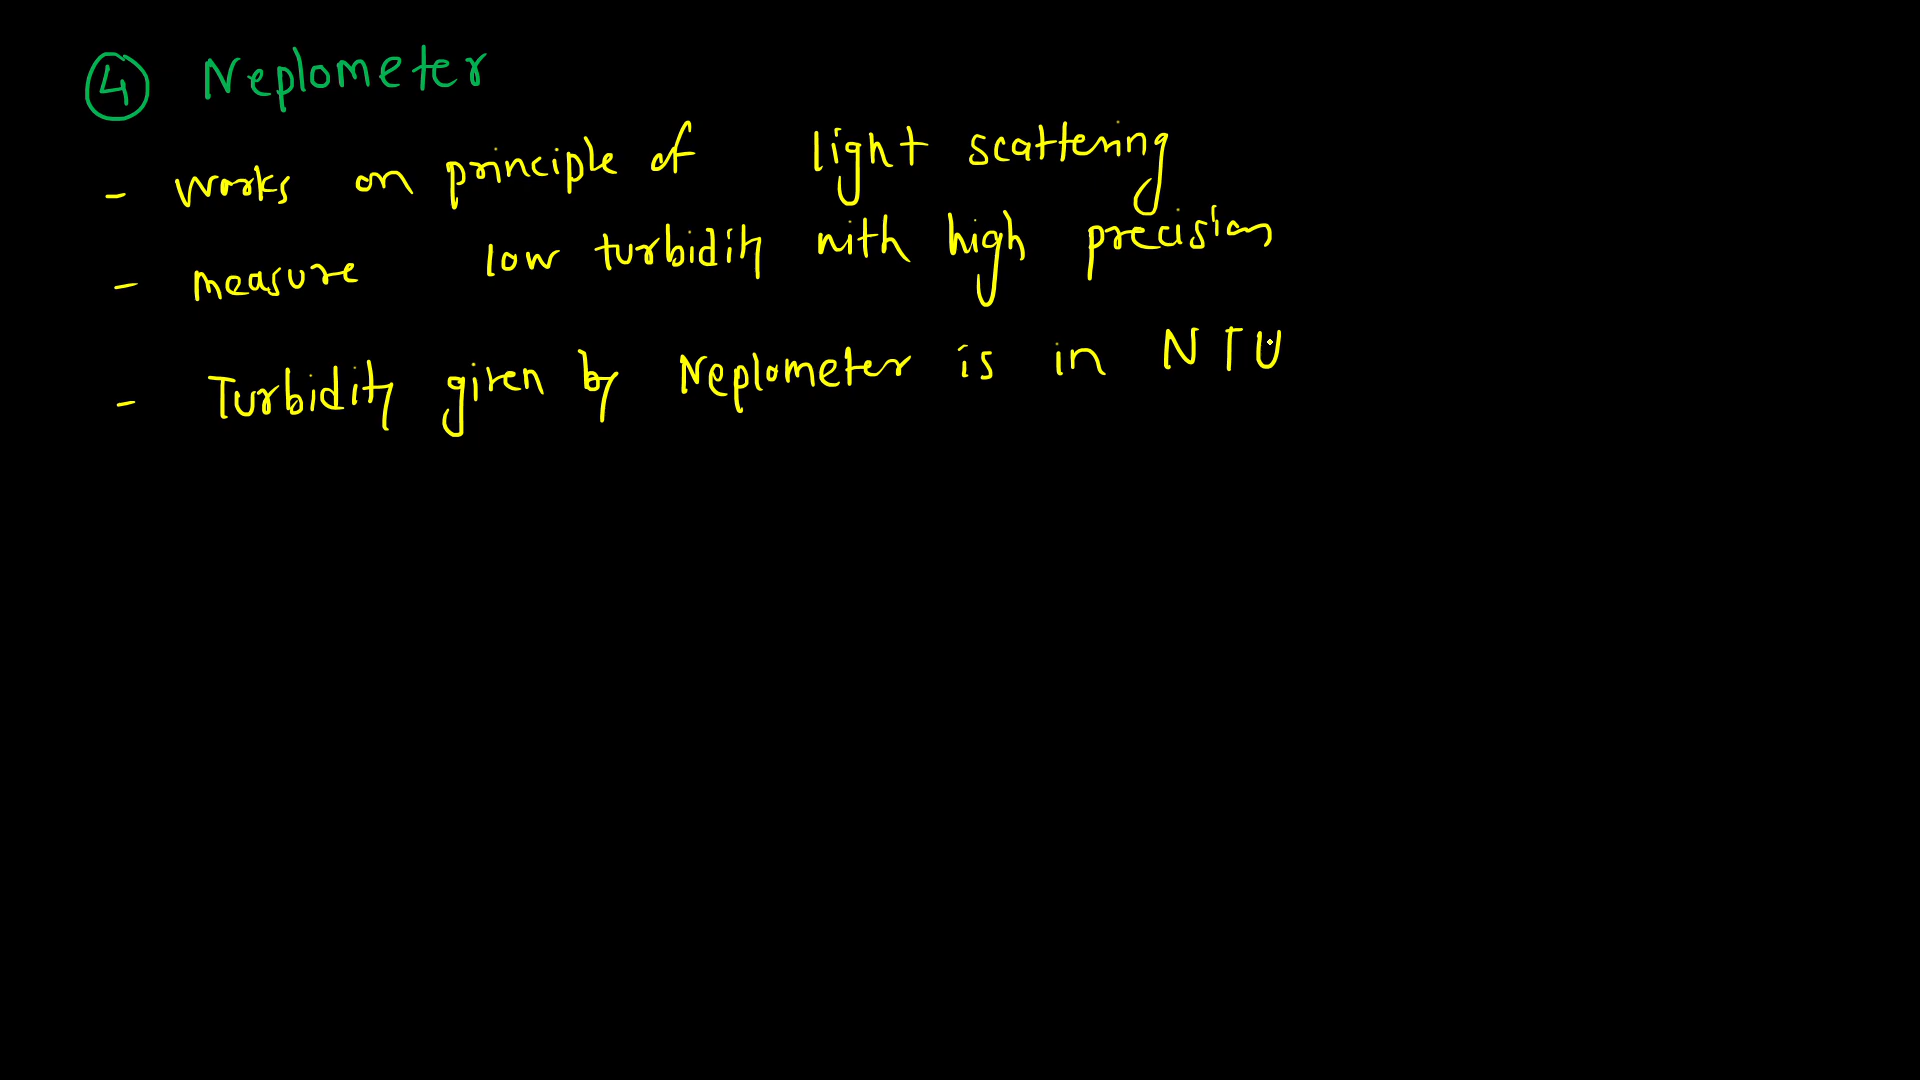 4 Neplometer
- works on principle of light scattering
- measure low turbidity with high precision
- Turbidity given by Neplometer is in NTU